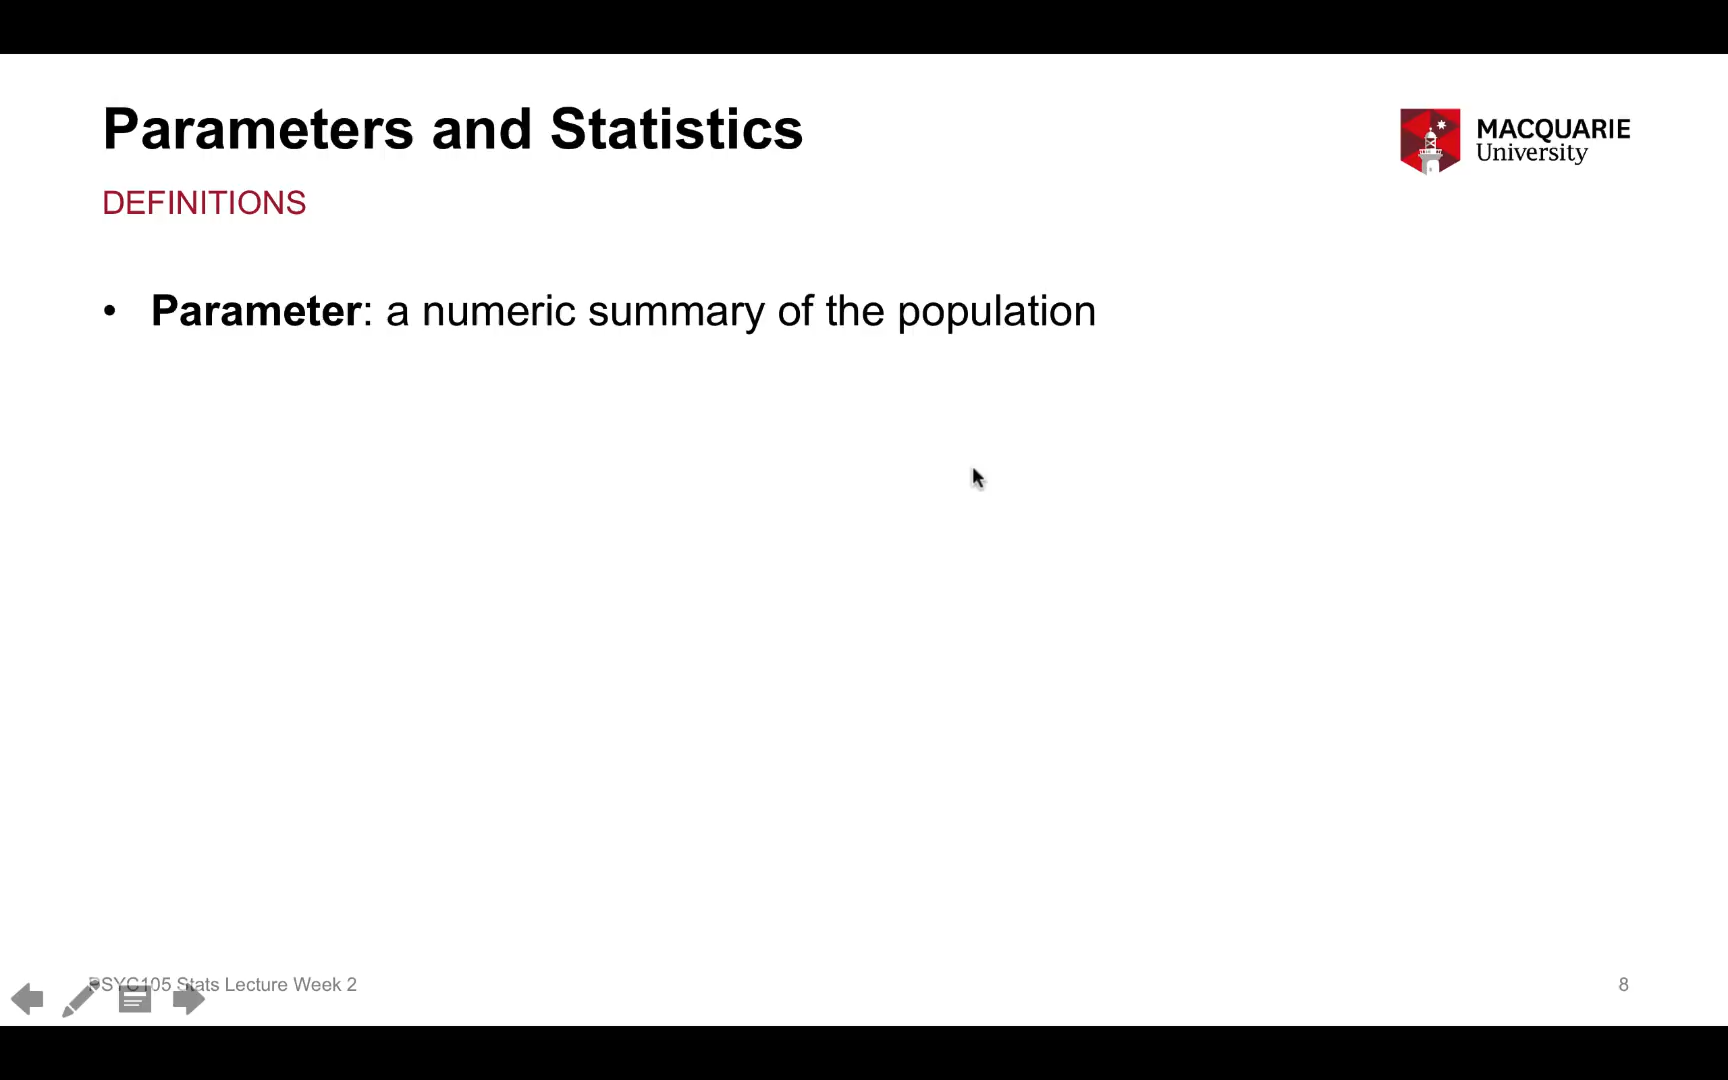 Parameters and Statistics
MACQUARIE
University
DEFINITIONS
• Parameter: a numeric summary of the population
PSYC105 Stats Lecture Week 2
8